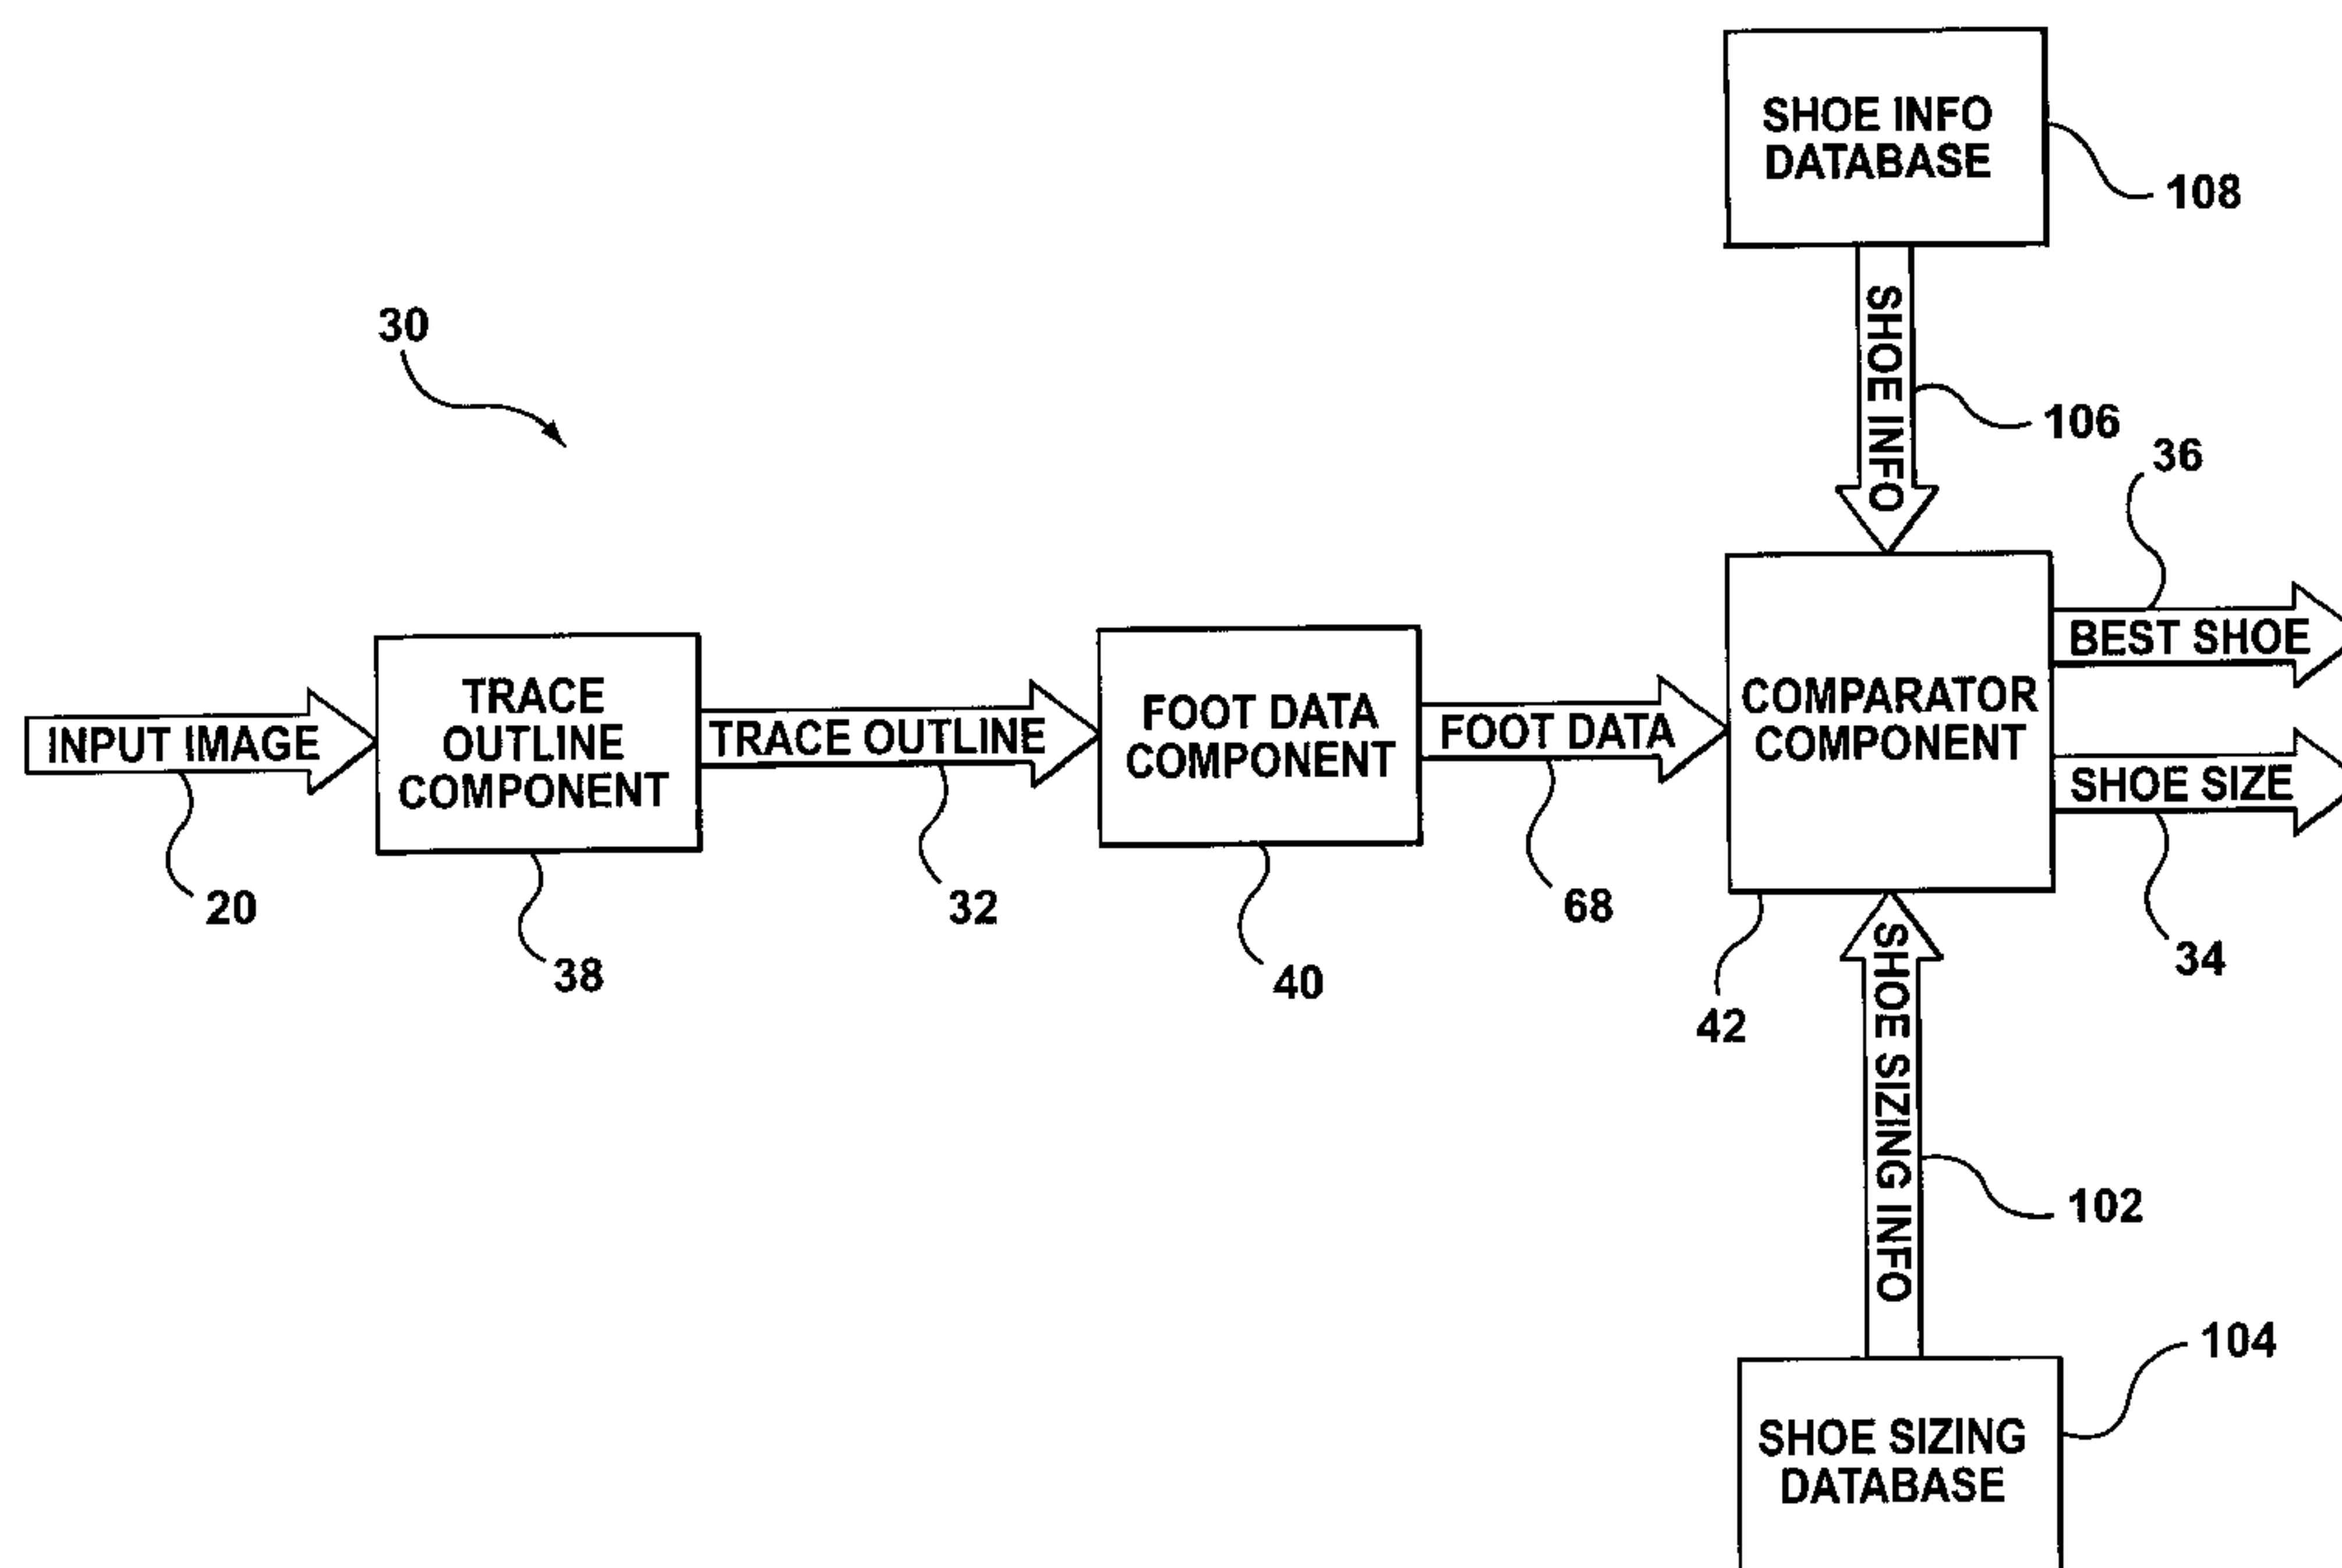 SHOE INFO
DATABASE
108
SHOE INFO
106
30
36
BEST SHOE
INPUT IMAGE
TRACE
OUTLINE
COMPONENT
TRACE OUTLINE
FOOT DATA
COMPONENT
FOOT DATA
COMPARATOR
COMPONENT
SHOE SIZE
20
38
32
40
68
42
34
SHOE SIZING INFO
102
104
SHOE SIZING
DATABASE